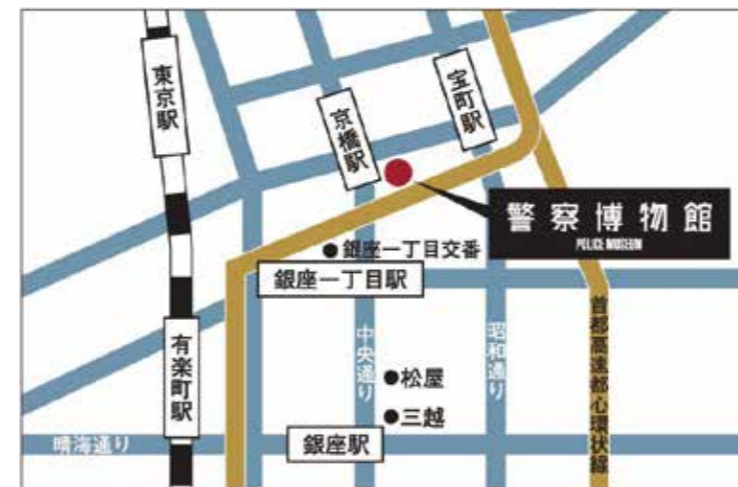 東京駅
京橋駅
宝町駅
警察博物館
POLICE MUSEUM
銀座一丁目交番
銀座一丁目駅
有楽町駅
中央通り
昭和通り
首都高速都心環状線
松屋
三越
晴海通り
銀座駅